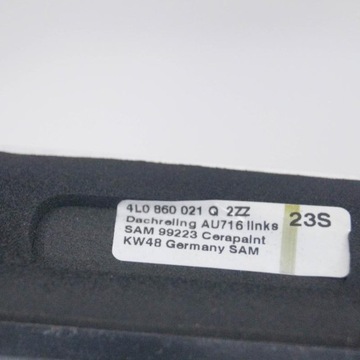 4L0 860 021 Q 2ZZ
Dachreling AU716 links
SAM 99223 Cerapaint
KW48 Germany SAM
23S